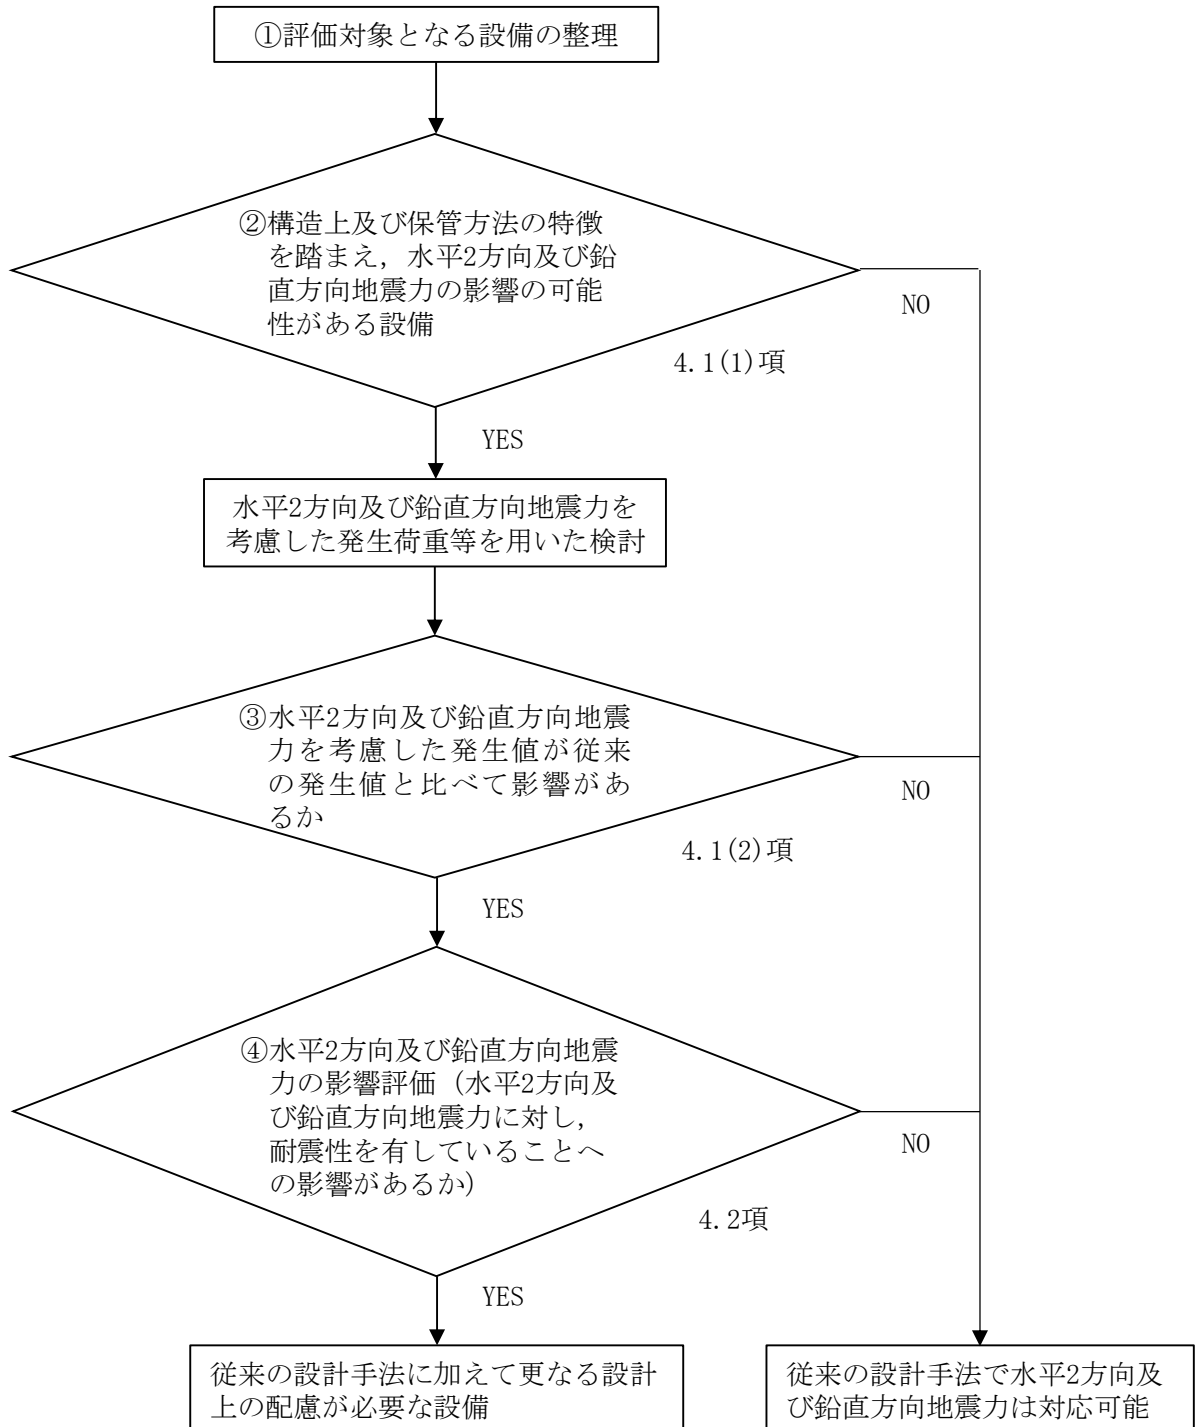 ①評価対象となる設備の整理
②構造上及び保管方法の特徴
を踏まえ，水平2方向及び鉛
直方向地震力の影響の可能
性がある設備
NO
4.1(1)項
YES
水平2方向及び鉛直方向地震力を
考慮した発生荷重等を用いた検討
③水平2方向及び鉛直方向地震
力を考慮した発生値が従来
の発生値と比べて影響があ
るか
NO
4.1(2)項
YES
④水平2方向及び鉛直方向地震
力の影響評価（水平2方向及
び鉛直方向地震力に対し，
耐震性を有していることへ
の影響があるか）
NO
4.2項
YES
従来の設計手法に加えて更なる設計
上の配慮が必要な設備
従来の設計手法で水平2方向及
び鉛直方向地震力は対応可能